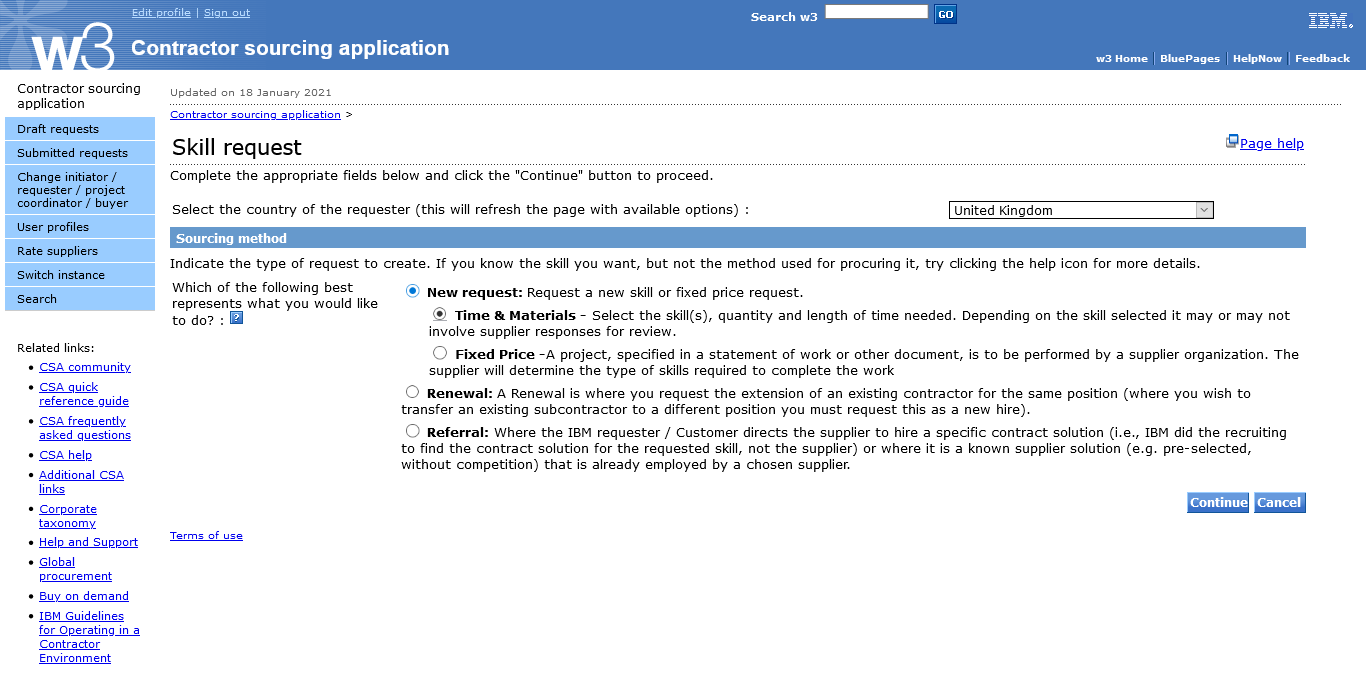 Edit profile | Sign out
Search w3
GO
IBM.
w3 Contractor sourcing application
w3 Home | BluePages | HelpNow | Feedback
Contractor sourcing
application
Draft requests
Submitted requests
Change initiator /
requester / project
coordinator / buyer
User profiles
Rate suppliers
Switch instance
Search
Related links:
• CSA community
• CSA quick
reference guide
• CSA frequently
asked questions
• CSA help
• Additional CSA
links
• Corporate
taxonomy
• Help and Support
• Global
procurement
• Buy on demand
• IBM Guidelines
for Operating in a
Contractor
Environment
Updated on 18 January 2021
Contractor sourcing application >
Skill request
Page help
Complete the appropriate fields below and click the "Continue" button to proceed.
Select the country of the requester (this will refresh the page with available options) :
United Kingdom
Sourcing method
Indicate the type of request to create. If you know the skill you want, but not the method used for procuring it, try clicking the help icon for more details.
Which of the following best
represents what you would like
to do? : ?
New request: Request a new skill or fixed price request.
Time & Materials - Select the skill(s), quantity and length of time needed. Depending on the skill selected it may or may not
involve supplier responses for review.
Fixed Price -A project, specified in a statement of work or other document, is to be performed by a supplier organization. The
supplier will determine the type of skills required to complete the work
Renewal: A Renewal is where you request the extension of an existing contractor for the same position (where you wish to
transfer an existing subcontractor to a different position you must request this as a new hire).
Referral: Where the IBM requester / Customer directs the supplier to hire a specific contract solution (i.e., IBM did the recruiting
to find the contract solution for the requested skill, not the supplier) or where it is a known supplier solution (e.g. pre-selected,
without competition) that is already employed by a chosen supplier.
Continue
Cancel
Terms of use